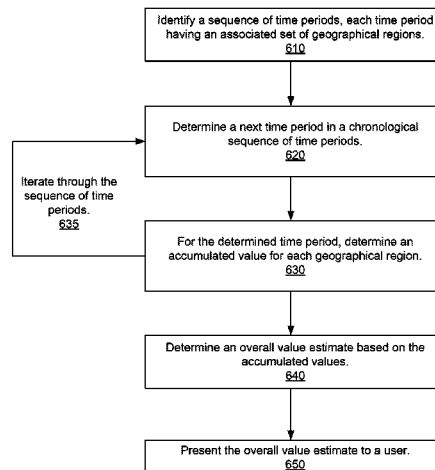 Identify a sequence of time periods, each time period
having an associated set of geographical regions.
610
Determine a next time period in a chronological
sequence of time periods.
620
Iterate through the
sequence of time
periods.
635
For the determined time period, determine an
accumulated value for each geographical region.
630
Determine an overall value estimate based on the
accumulated values.
640
Present the overall value estimate to a user.
650